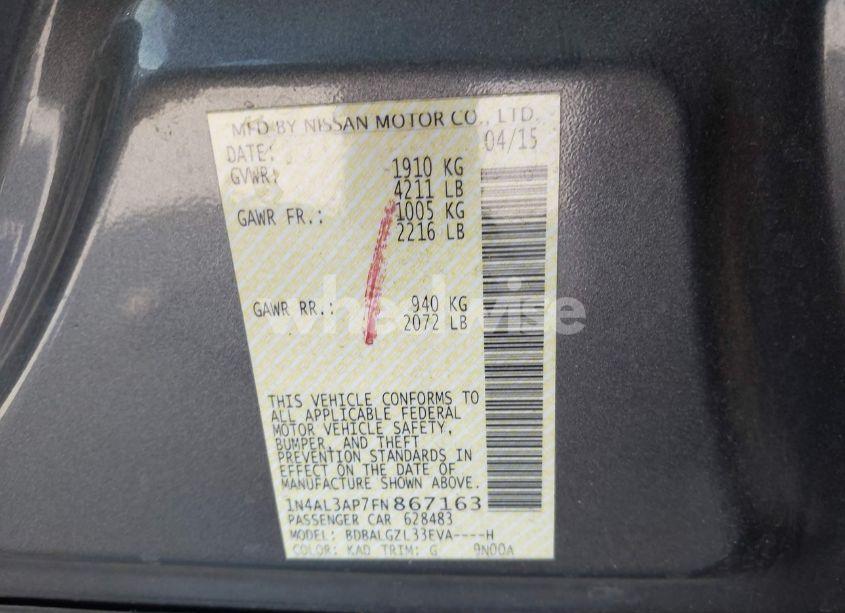 MFD BY NISSAN MOTOR CO., LTD.
DATE: 04/15
GVWR: 1910 KG
4211 LB
GAWR FR.: 1005 KG
2216 LB
GAWR RR.: 940 KG
2072 LB
wheelwise
THIS VEHICLE CONFORMS TO
ALL APPLICABLE FEDERAL
MOTOR VEHICLE SAFETY,
BUMPER, AND THEFT
PREVENTION STANDARDS IN
EFFECT ON THE DATE OF
MANUFACTURE SHOWN ABOVE.
1N4AL3AP7FN867163
PASSENGER CAR 628483
MODEL: BDBALGZL33EVA----H
COLOR: KAD TRIM: G 9N00A